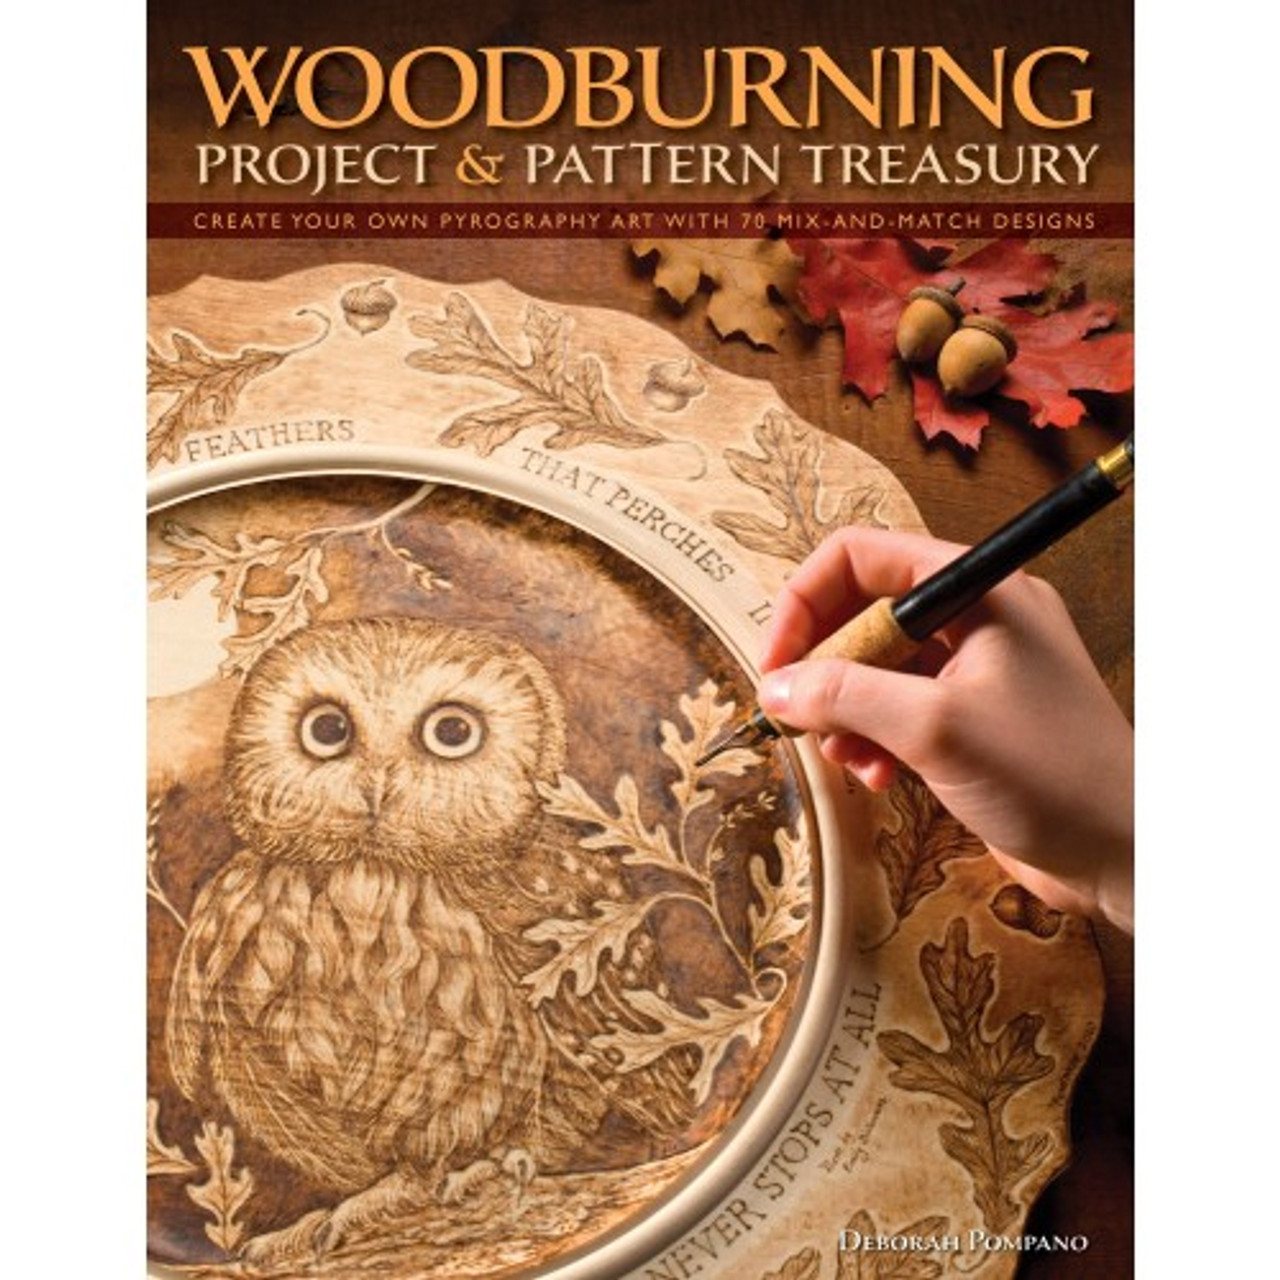 WOODBURNING
PROJECT & PATTERN TREASURY
CREATE YOUR OWN PYROGRAPHY ART WITH 70 MIX-AND-MATCH DESIGNS
FEATHERS
THAT PERCHES
NEVER STOPS AT ALL
Deborah Pompano